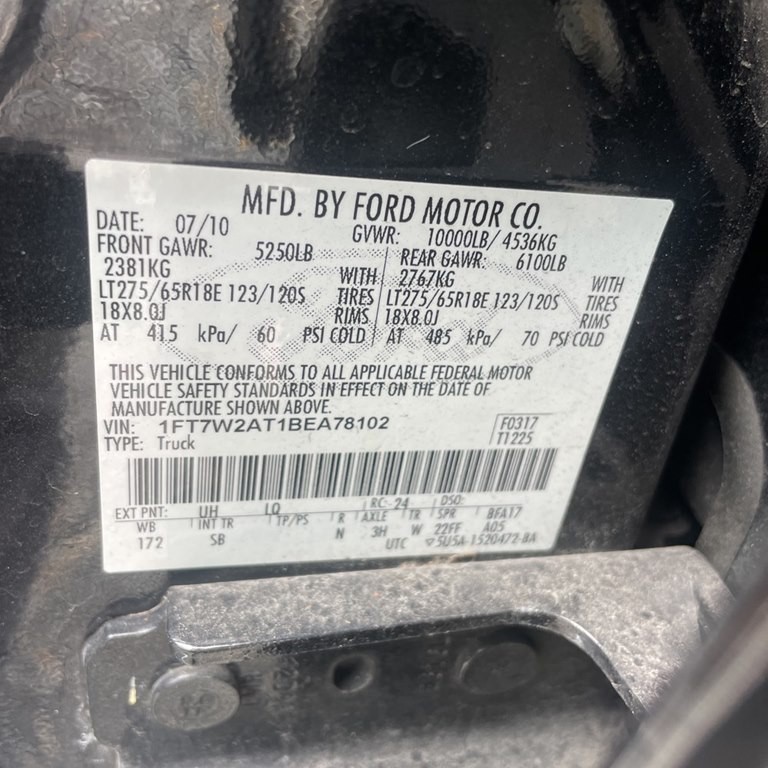 MFD. BY FORD MOTOR CO.
DATE: 07/10 GVWR: 10000LB/ 4536KG
FRONT GAWR: 5250LB REAR GAWR: 6100LB
2381KG WITH 2767KG WITH
LT275/65R18E 123/120S TIRES LT275/65R18E 123/120S TIRES
18X8.0J RIMS 18X8.0J RIMS
AT 415 kPa/ 60 PSI COLD AT 485 kPa/ 70 PSI COLD
THIS VEHICLE CONFORMS TO ALL APPLICABLE FEDERAL MOTOR
VEHICLE SAFETY STANDARDS IN EFFECT ON THE DATE OF
MANUFACTURE SHOWN ABOVE.
VIN: 1FT7W2AT1BEA78102 F0317
TYPE: Truck T1225
EXT PNT: UH LQ RC: 24 DSO:
WB INT TR TP/PS R AXLE TR SPR BFA17
172 SB N 3H W 22FF A05
UTC 5U5A-1520472-BA